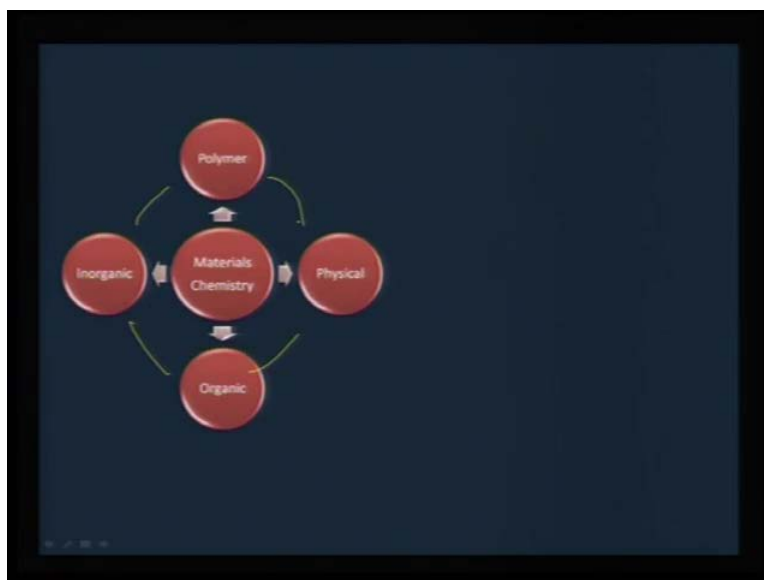 Polymer
Inorganic
Materials
Chemistry
Physical
Organic